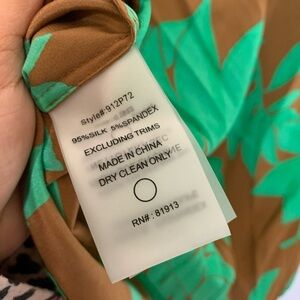 Style#:912P72
95%SILK 5%SPANDEX
EXCLUDING TRIMS
MADE IN CHINA
DRY CLEAN ONLY
RN#: 81913